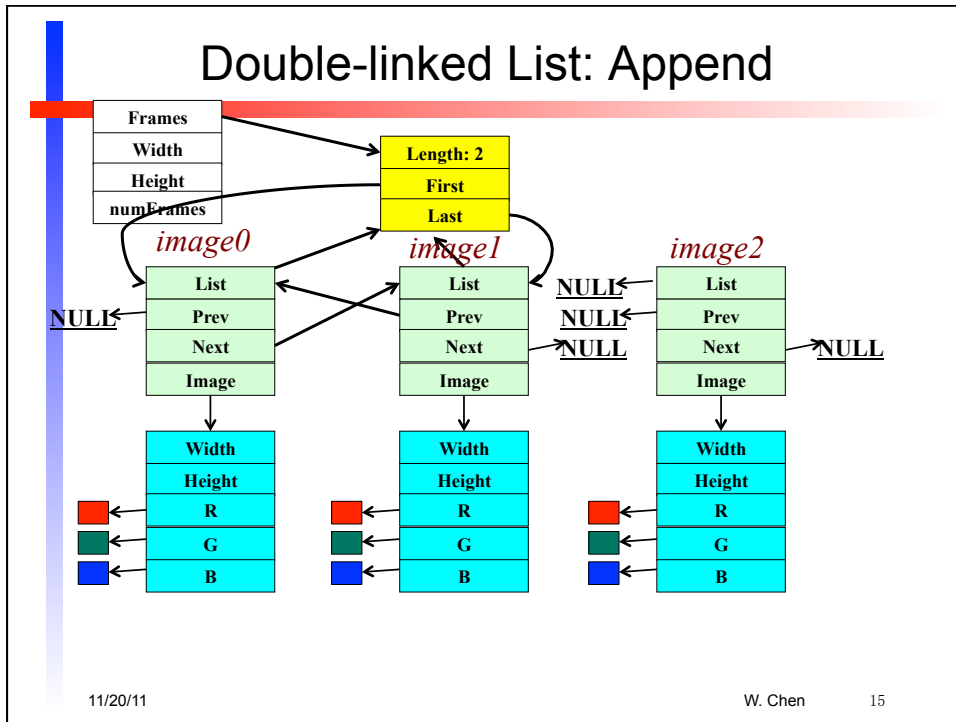 Double-linked List: Append
Frames
Width
Height
numFrames
Length: 2
First
Last
image0
image1
image2
List
Prev
Next
Image
NULL
List
Prev
Next
Image
NULL
NULL
NULL
List
Prev
Next
Image
NULL
Width
Height
R
G
B
Width
Height
R
G
B
Width
Height
R
G
B
11/20/11
W. Chen
15